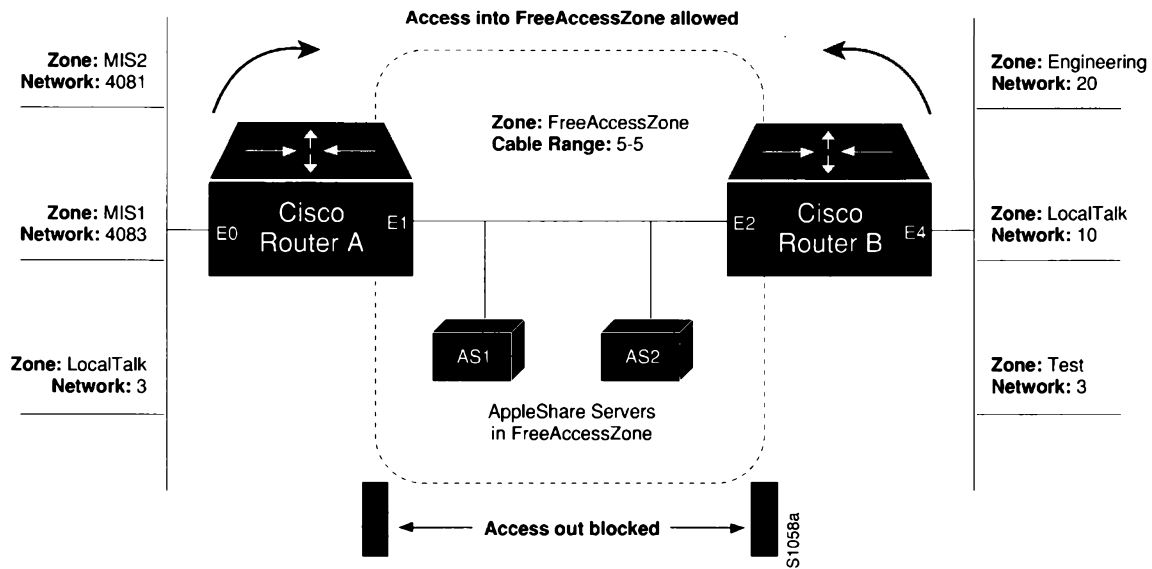 Access into FreeAccessZone allowed
Zone: MIS2
Network: 4081
Zone: MIS1
Network: 4083
Zone: LocalTalk
Network: 3
E0
Cisco
Router A
E1
Zone: FreeAccessZone
Cable Range: 5-5
AS1
AS2
AppleShare Servers
in FreeAccessZone
E2
Cisco
Router B
E4
Zone: Engineering
Network: 20
Zone: LocalTalk
Network: 10
Zone: Test
Network: 3
Access out blocked
S1058a